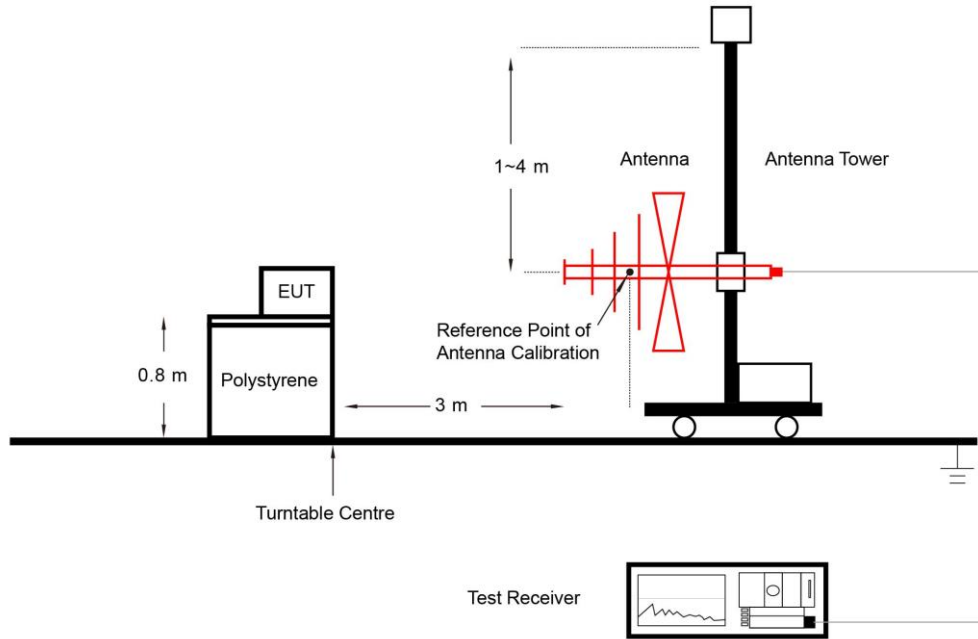 1~4 m
Antenna
Antenna Tower
EUT
Reference Point of
Antenna Calibration
0.8 m
Polystyrene
3 m
Turntable Centre
Test Receiver